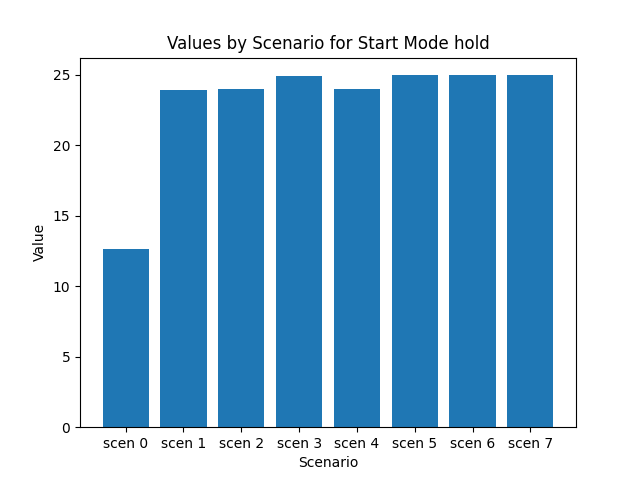 Values by Scenario for Start Mode hold
25
20
15
10
5
0
Value
scen 0 scen 1 scen 2 scen 3 scen 4 scen 5 scen 6 scen 7
Scenario